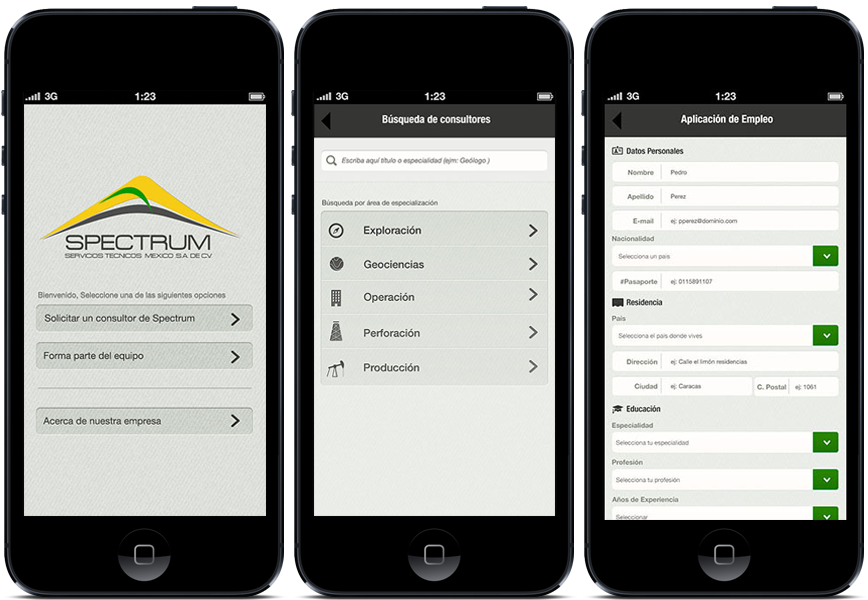 3G
1:23
SPECTRUM
SERVICIOS TECNICOS MEXICO S.A DE C.V
Bienvenido, Seleccione una de las siguientes opciones
Solicitar un consultor de Spectrum
Forma parte del equipo
Acerca de nuestra empresa
3G
1:23
Búsqueda de consultores
Escriba aquí título o especialidad (ejm: Geólogo )
Búsqueda por área de especialización
Exploración
Geociencias
Operación
Perforación
Producción
3G
1:23
Aplicación de Empleo
Datos Personales
Nombre Pedro
Apellido Perez
E-mail ej: pperez@dominio.com
Nacionalidad
Selecciona un país
#Pasaporte ej: 0115891107
Residencia
País
Selecciona el país donde vives
Dirección ej: Calle el limón residencias
Ciudad ej: Caracas C. Postal ej: 1061
Educación
Especialidad
Selecciona tu especialidad
Profesión
Selecciona tu profesión
Años de Experiencia
Seleccionar